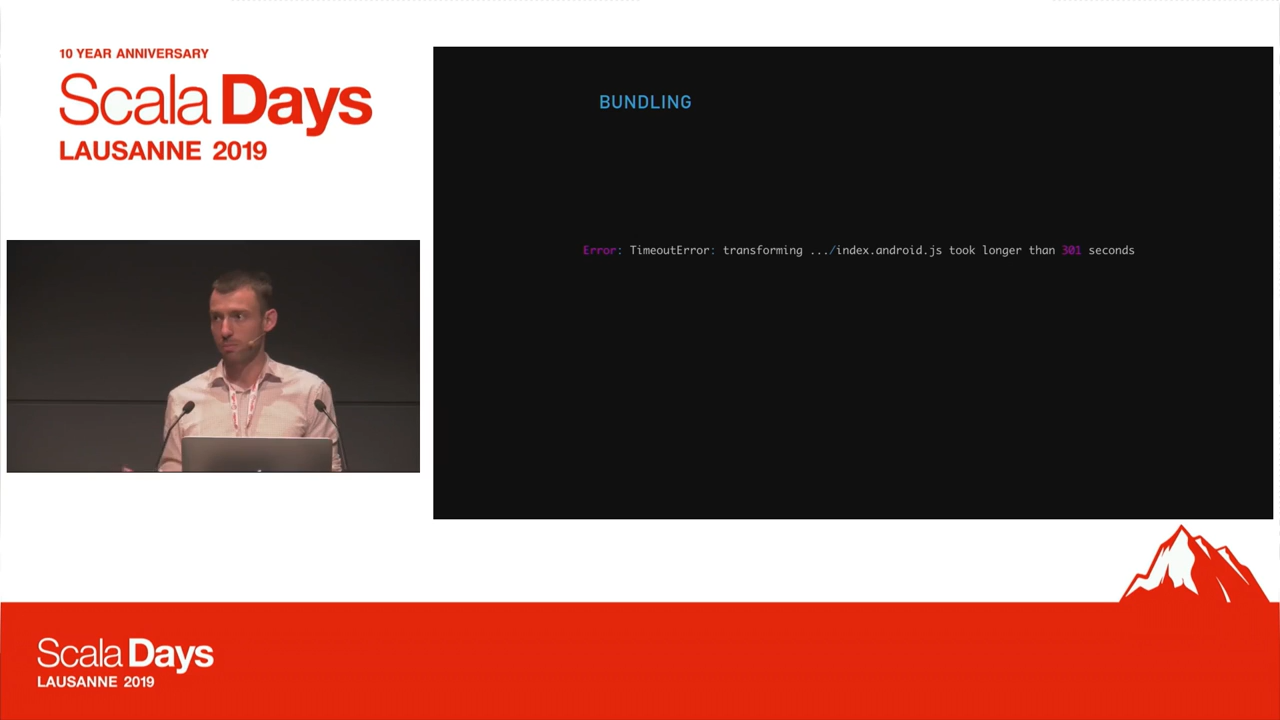 10 YEAR ANNIVERSARY
Scala Days
LAUSANNE 2019
BUNDLING
Error: TimeoutError: transforming .../index.android.js took longer than 301 seconds
Scala Days
LAUSANNE 2019